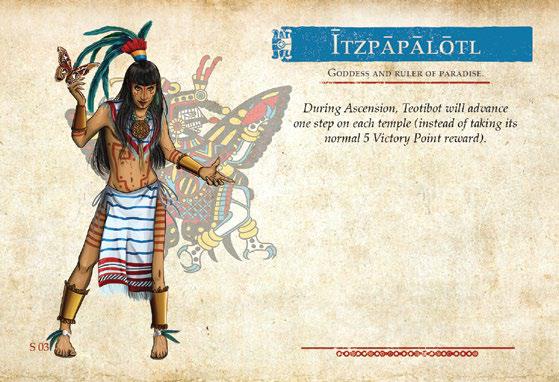 ĪTZPĀPĀLŌTL
GODDESS AND RULER OF PARADISE
During Ascension, Teotibot will advance
one step on each temple (instead of taking its
normal 5 Victory Point reward).
S 03